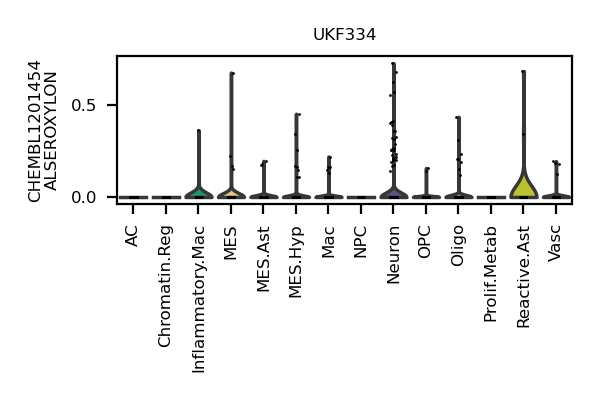 UKF334
CHEMBL1201454
ALSEROXYLON
0.5
0.0
AC
Chromatin.Reg
Inflammatory.Mac
MES
MES.Ast
MES.Hyp
Mac
NPC
Neuron
OPC
Oligo
Prolif.Metab
Reactive.Ast
Vasc